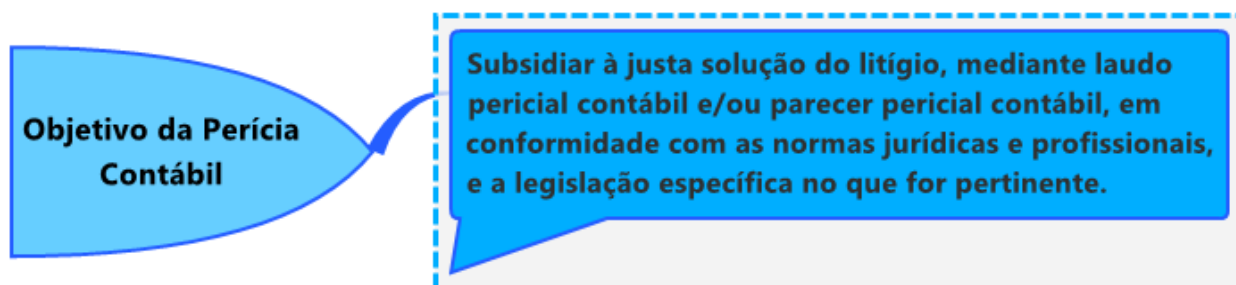 Objetivo da Perícia
Contábil
Subsidiar à justa solução do litígio, mediante laudo
pericial contábil e/ou parecer pericial contábil, em
conformidade com as normas jurídicas e profissionais,
e a legislação específica no que for pertinente.